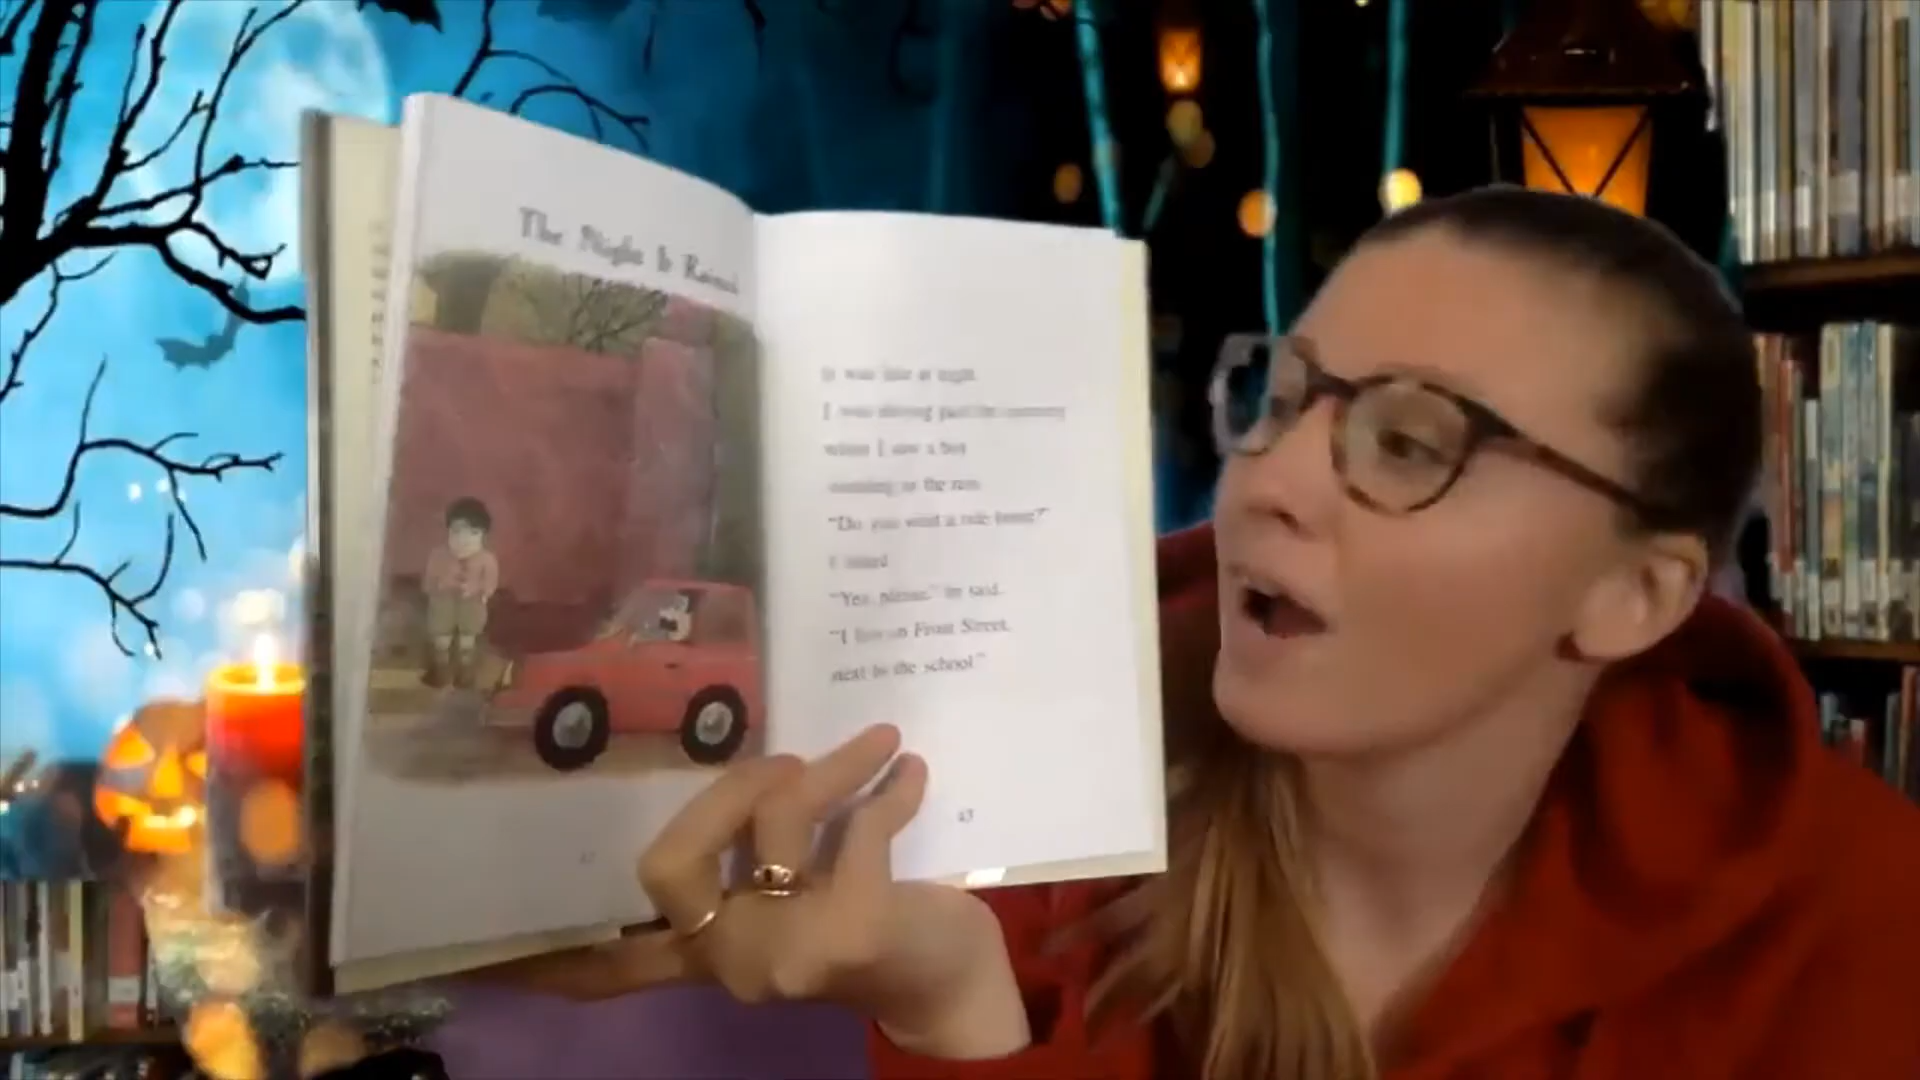 The Night It Rained
It was late at night.
I was driving past the cemetery
when I saw a boy
standing in the rain.
"Do you want a ride home?"
I asked.
"Yes, please," he said.
"I live on Front Street,
next to the school."
43